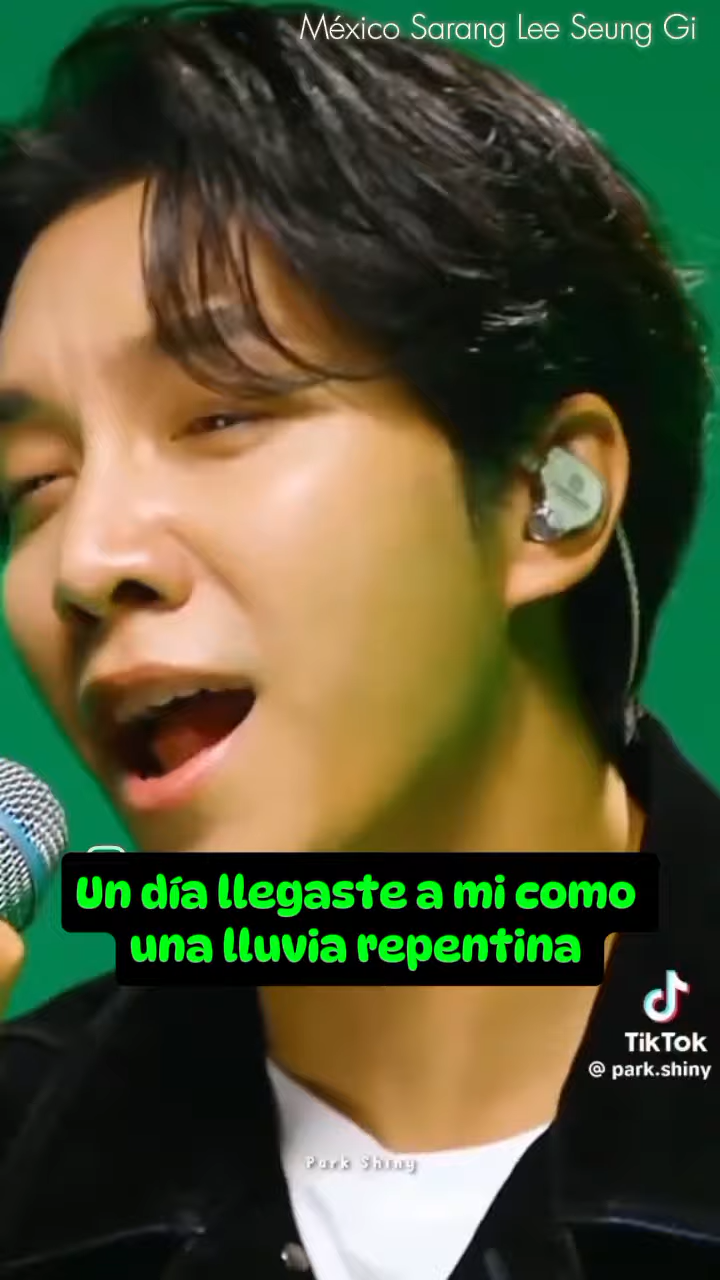 México Sarang Lee Seung Gi
Un día llegaste a mi como
una lluvia repentina
TikTok
@ park.shiny
Park Shiny